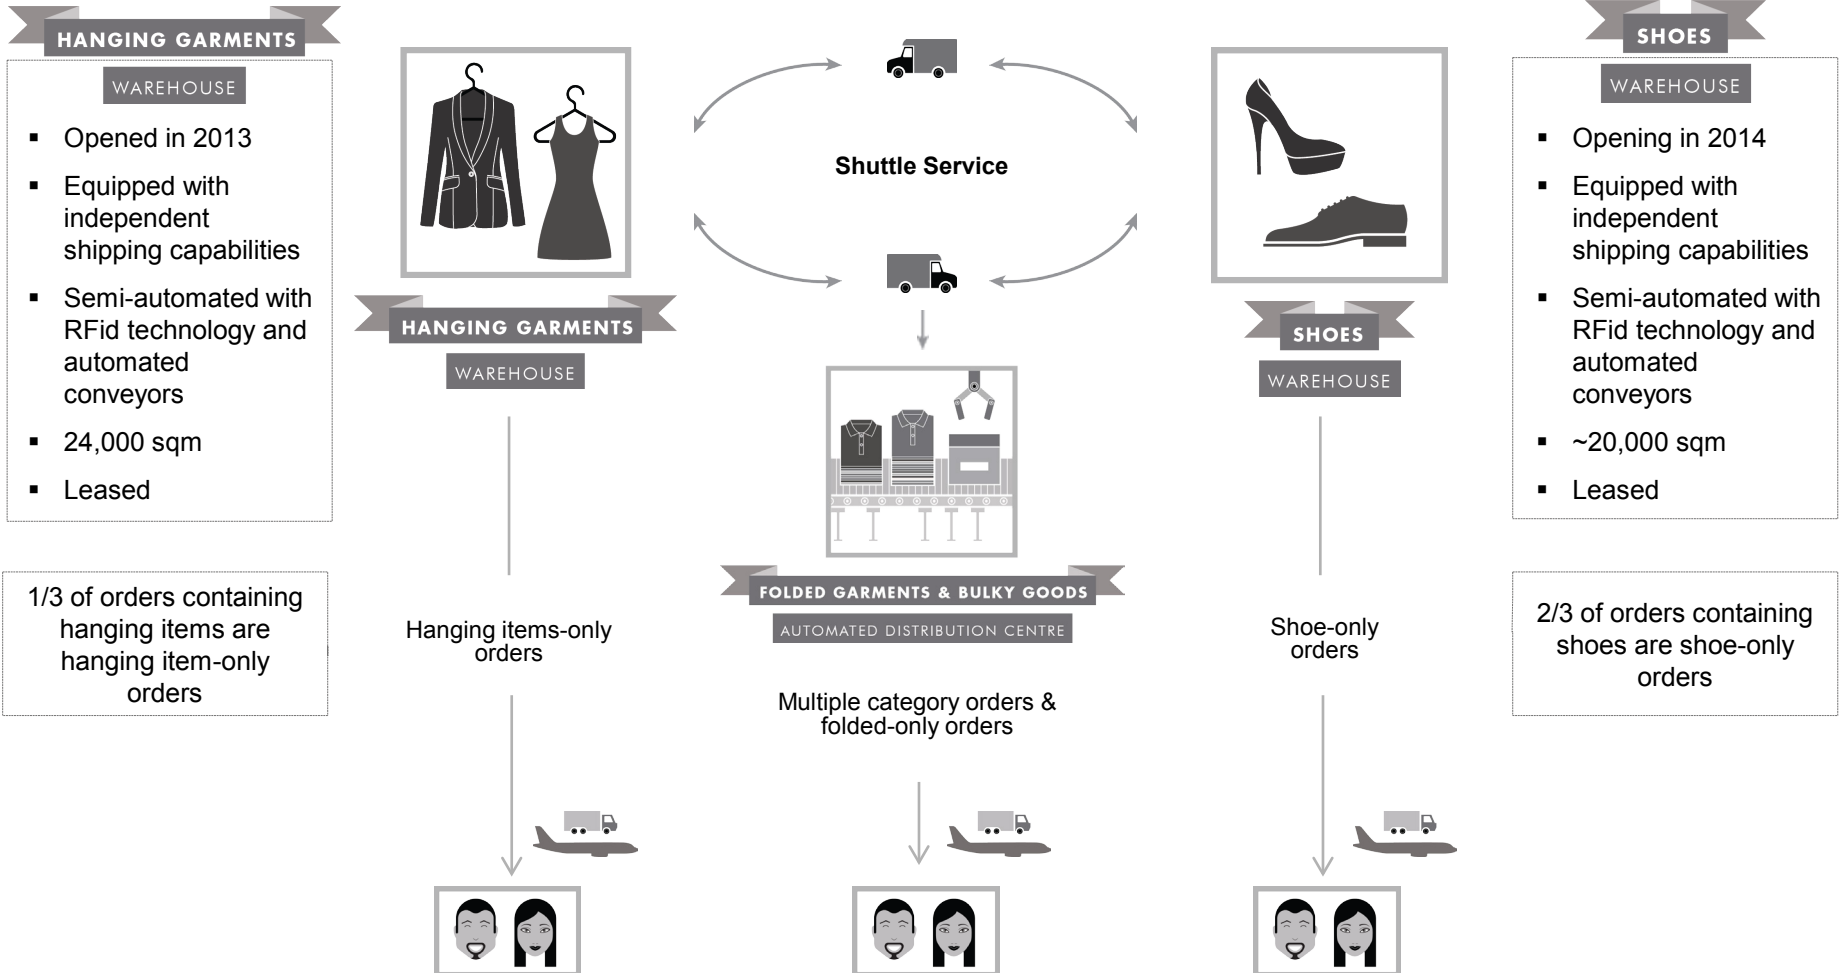 HANGING GARMENTS
WAREHOUSE
▪ Opened in 2013
▪ Equipped with
independent
shipping capabilities
▪ Semi-automated with
RFid technology and
automated
conveyors
▪ 24,000 sqm
▪ Leased
1/3 of orders containing
hanging items are
hanging item-only
orders
HANGING GARMENTS
WAREHOUSE
Hanging items-only
orders
Shuttle Service
FOLDED GARMENTS & BULKY GOODS
AUTOMATED DISTRIBUTION CENTRE
Multiple category orders &
folded-only orders
SHOES
WAREHOUSE
Shoe-only
orders
SHOES
WAREHOUSE
▪ Opening in 2014
▪ Equipped with
independent
shipping capabilities
▪ Semi-automated with
RFid technology and
automated
conveyors
▪ ~20,000 sqm
▪ Leased
2/3 of orders containing
shoes are shoe-only
orders